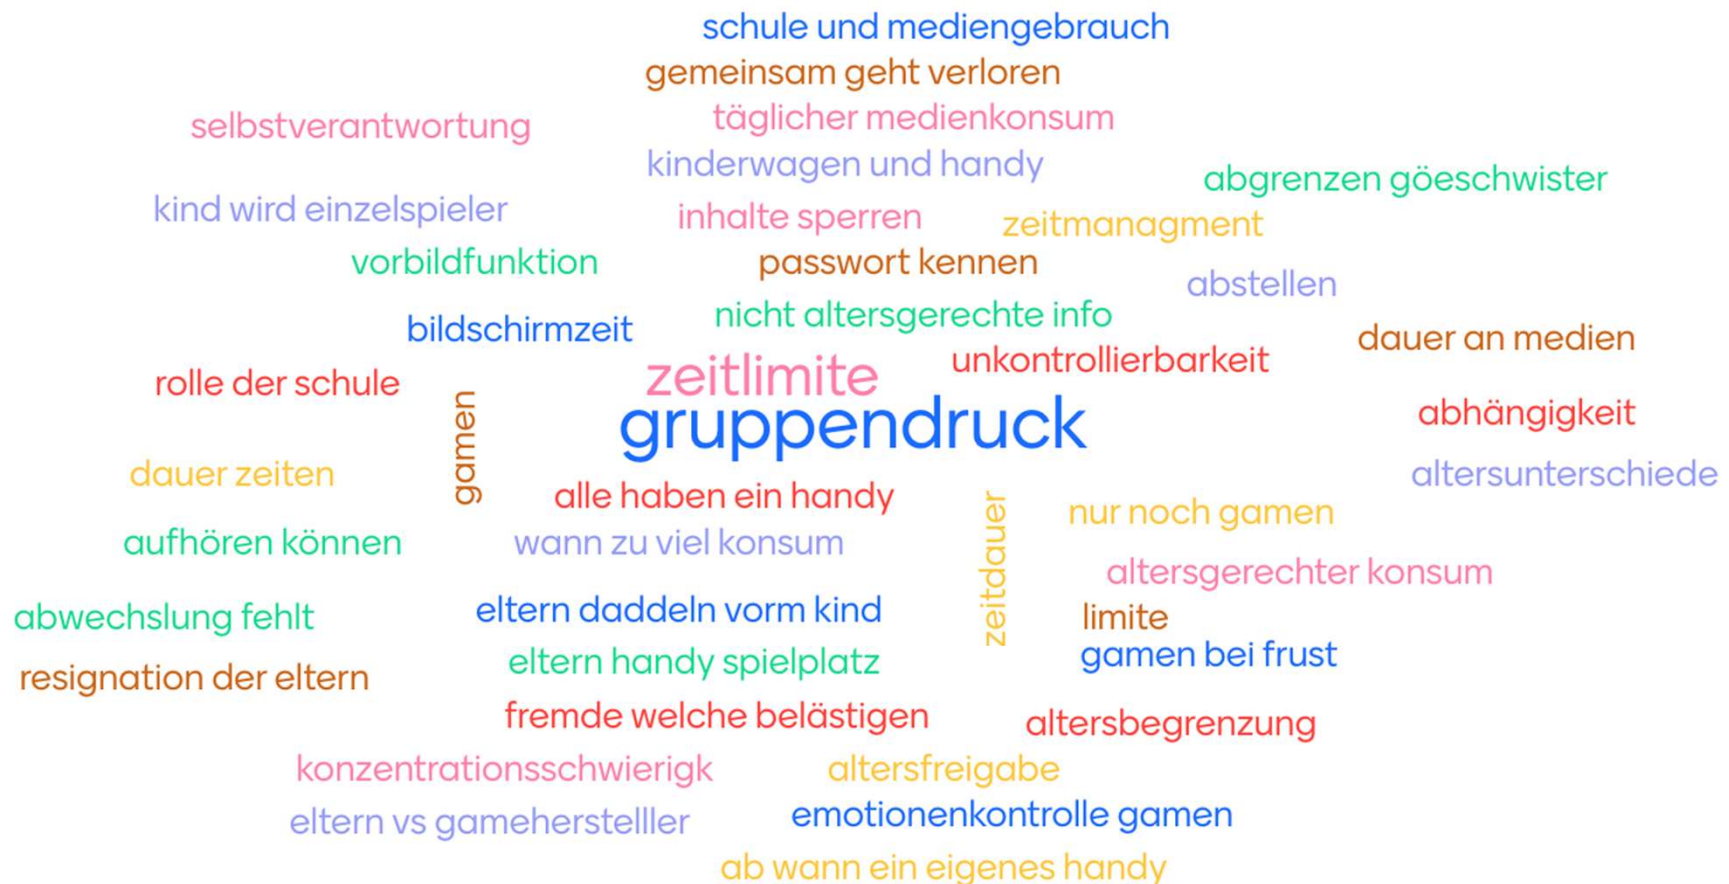 schule und mediengebrauch
gemeinsam geht verloren
täglicher medienkonsum
selbstverantwortung
kinderwagen und handy
abgrenzen göeschwister
kind wird einzelspieler
inhalte sperren
zeitmanagment
vorbildfunktion
passwort kennen
abstellen
nicht altersgerechte info
bildschirmzeit
dauer an medien
unkontrollierbarkeit
zeitlimite
rolle der schule
gamen
gruppendruck
abhängigkeit
dauer zeiten
altersunterschiede
alle haben ein handy
nur noch gamen
aufhören können
wann zu viel konsum
zeitdauer
altersgerechter konsum
abwechslung fehlt
eltern daddeln vorm kind
limite
gamen bei frust
eltern handy spielplatz
resignation der eltern
fremde welche belästigen
altersbegrenzung
konzentrationsschwierigk
altersfreigabe
eltern vs gameherstelller
emotionenkontrolle gamen
ab wann ein eigenes handy